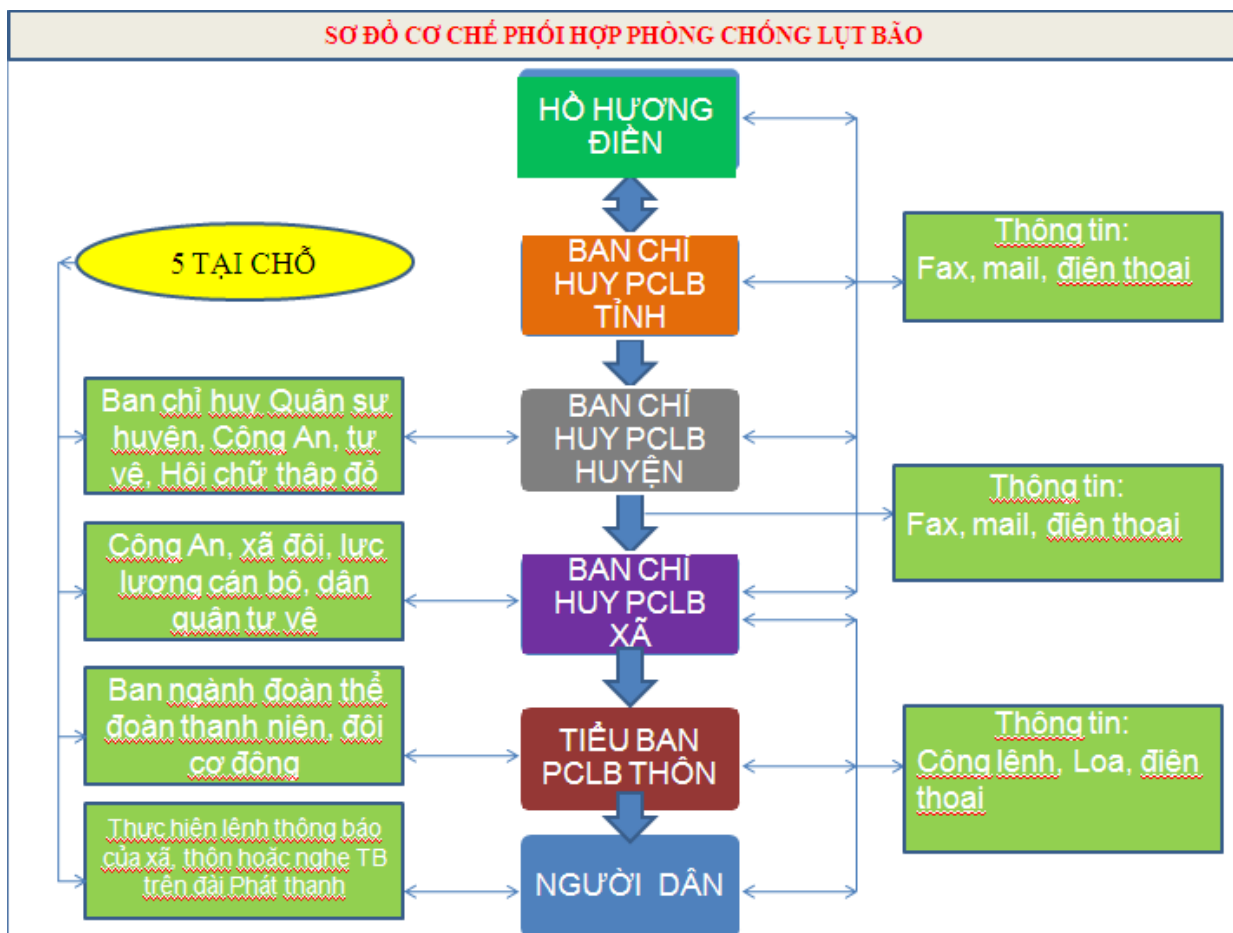 SƠ ĐỒ CƠ CHẾ PHỐI HỢP PHÒNG CHỐNG LỤT BÃO
HỒ HƯƠNG
ĐIỀN
5 TẠI CHỖ
BAN CHỈ
HUY PCLB
TỈNH
Thông tin:
Fax, mail, điện thoại
Ban chỉ huy Quân sự
huyện, Công An, tự
vệ, Hội chữ thập đỏ
BAN CHỈ
HUY PCLB
HUYỆN
Thông tin:
Fax, mail, điện thoại
Công An, xã đội, lực
lượng cán bộ, dân
quân tự vệ
BAN CHỈ
HUY PCLB
XÃ
Ban ngành đoàn thể
đoàn thanh niên, đội
cơ động
TIỂU BAN
PCLB THÔN
Thông tin:
Công lệnh, Loa, điện
thoại
Thực hiện lệnh thông báo
của xã, thôn hoặc nghe TB
trên đài Phát thanh
NGƯỜI DÂN